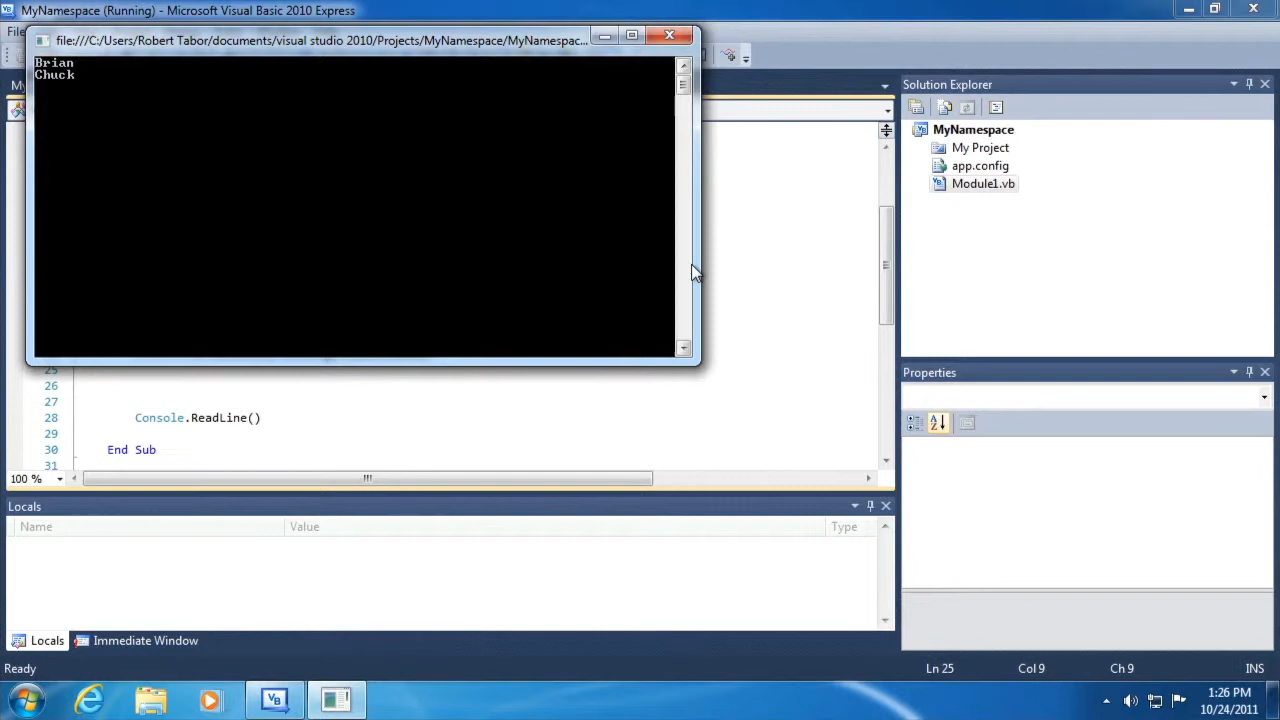 MyNamespace (Running) - Microsoft Visual Basic 2010 Express
file:///C:/Users/Robert Tabor/documents/visual studio 2010/Projects/MyNamespace/MyNamespac...
Brian
Chuck
Solution Explorer
MyNamespace
My Project
app.config
Module1.vb
25
26
27
28 Console.ReadLine()
29
30 End Sub
31
100 %
Properties
Locals
Name Value Type
Locals Immediate Window
Ready Ln 25 Col 9 Ch 9 INS
1:26 PM
10/24/2011